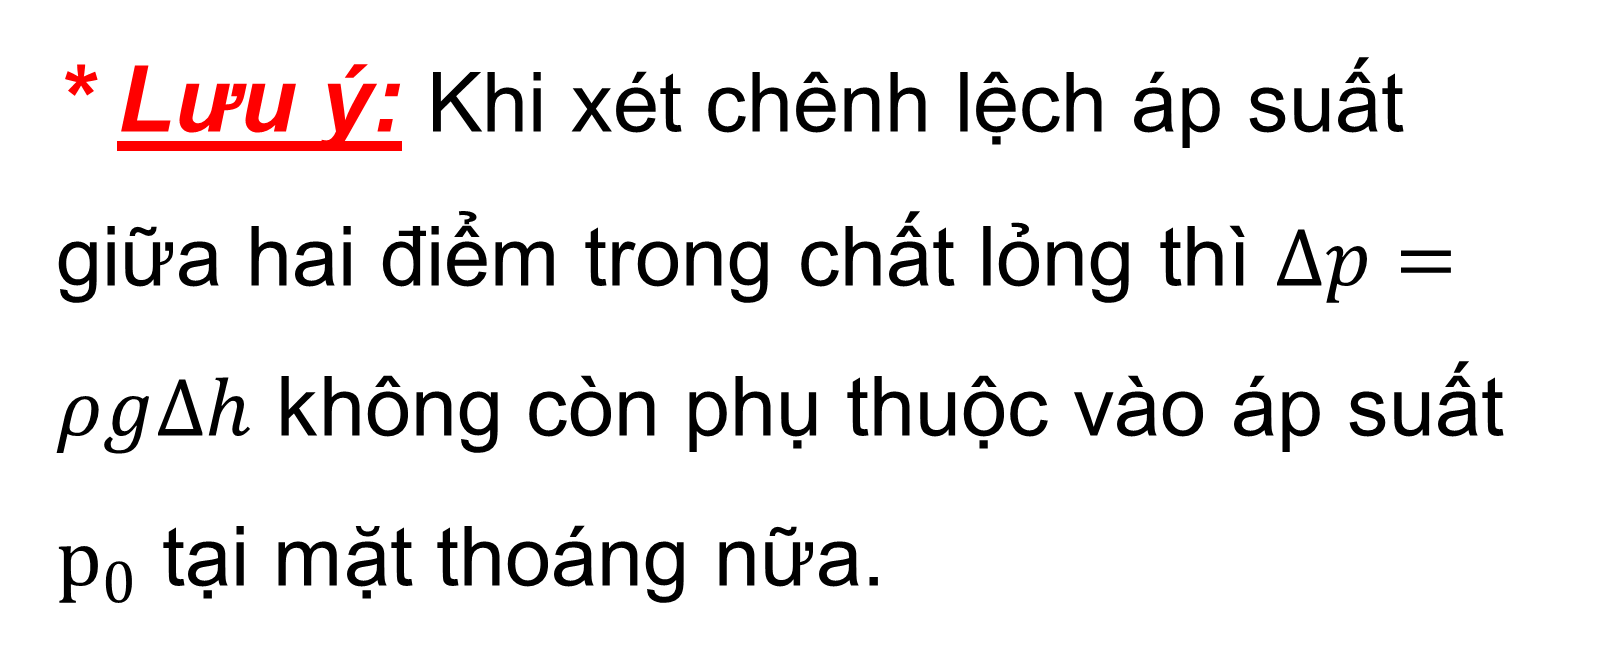 * Lưu ý: Khi xét chênh lệch áp suất
giữa hai điểm trong chất lỏng thì Δp =
ρgΔh không còn phụ thuộc vào áp suất
p₀ tại mặt thoáng nữa.